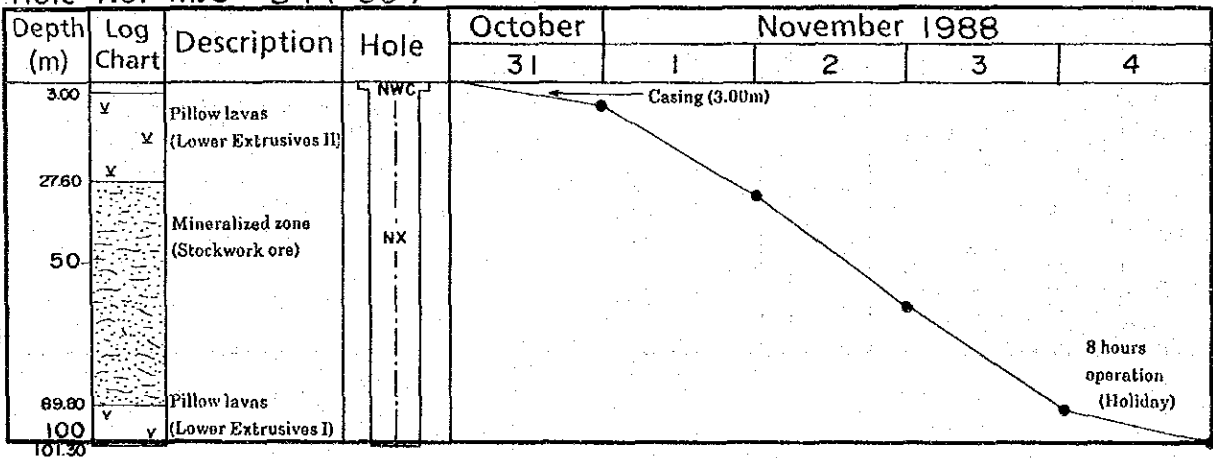 Depth (m)
Log Chart
Description
Hole
October
November 1988
31
1
2
3
4
3.00
NWC
Casing (3.00m)
Pillow lavas
(Lower Extrusives II)
27.60
Mineralized zone
(Stockwork ore)
NX
50
8 hours
operation
(Holiday)
89.80
Pillow lavas
(Lower Extrusives I)
100
101.30